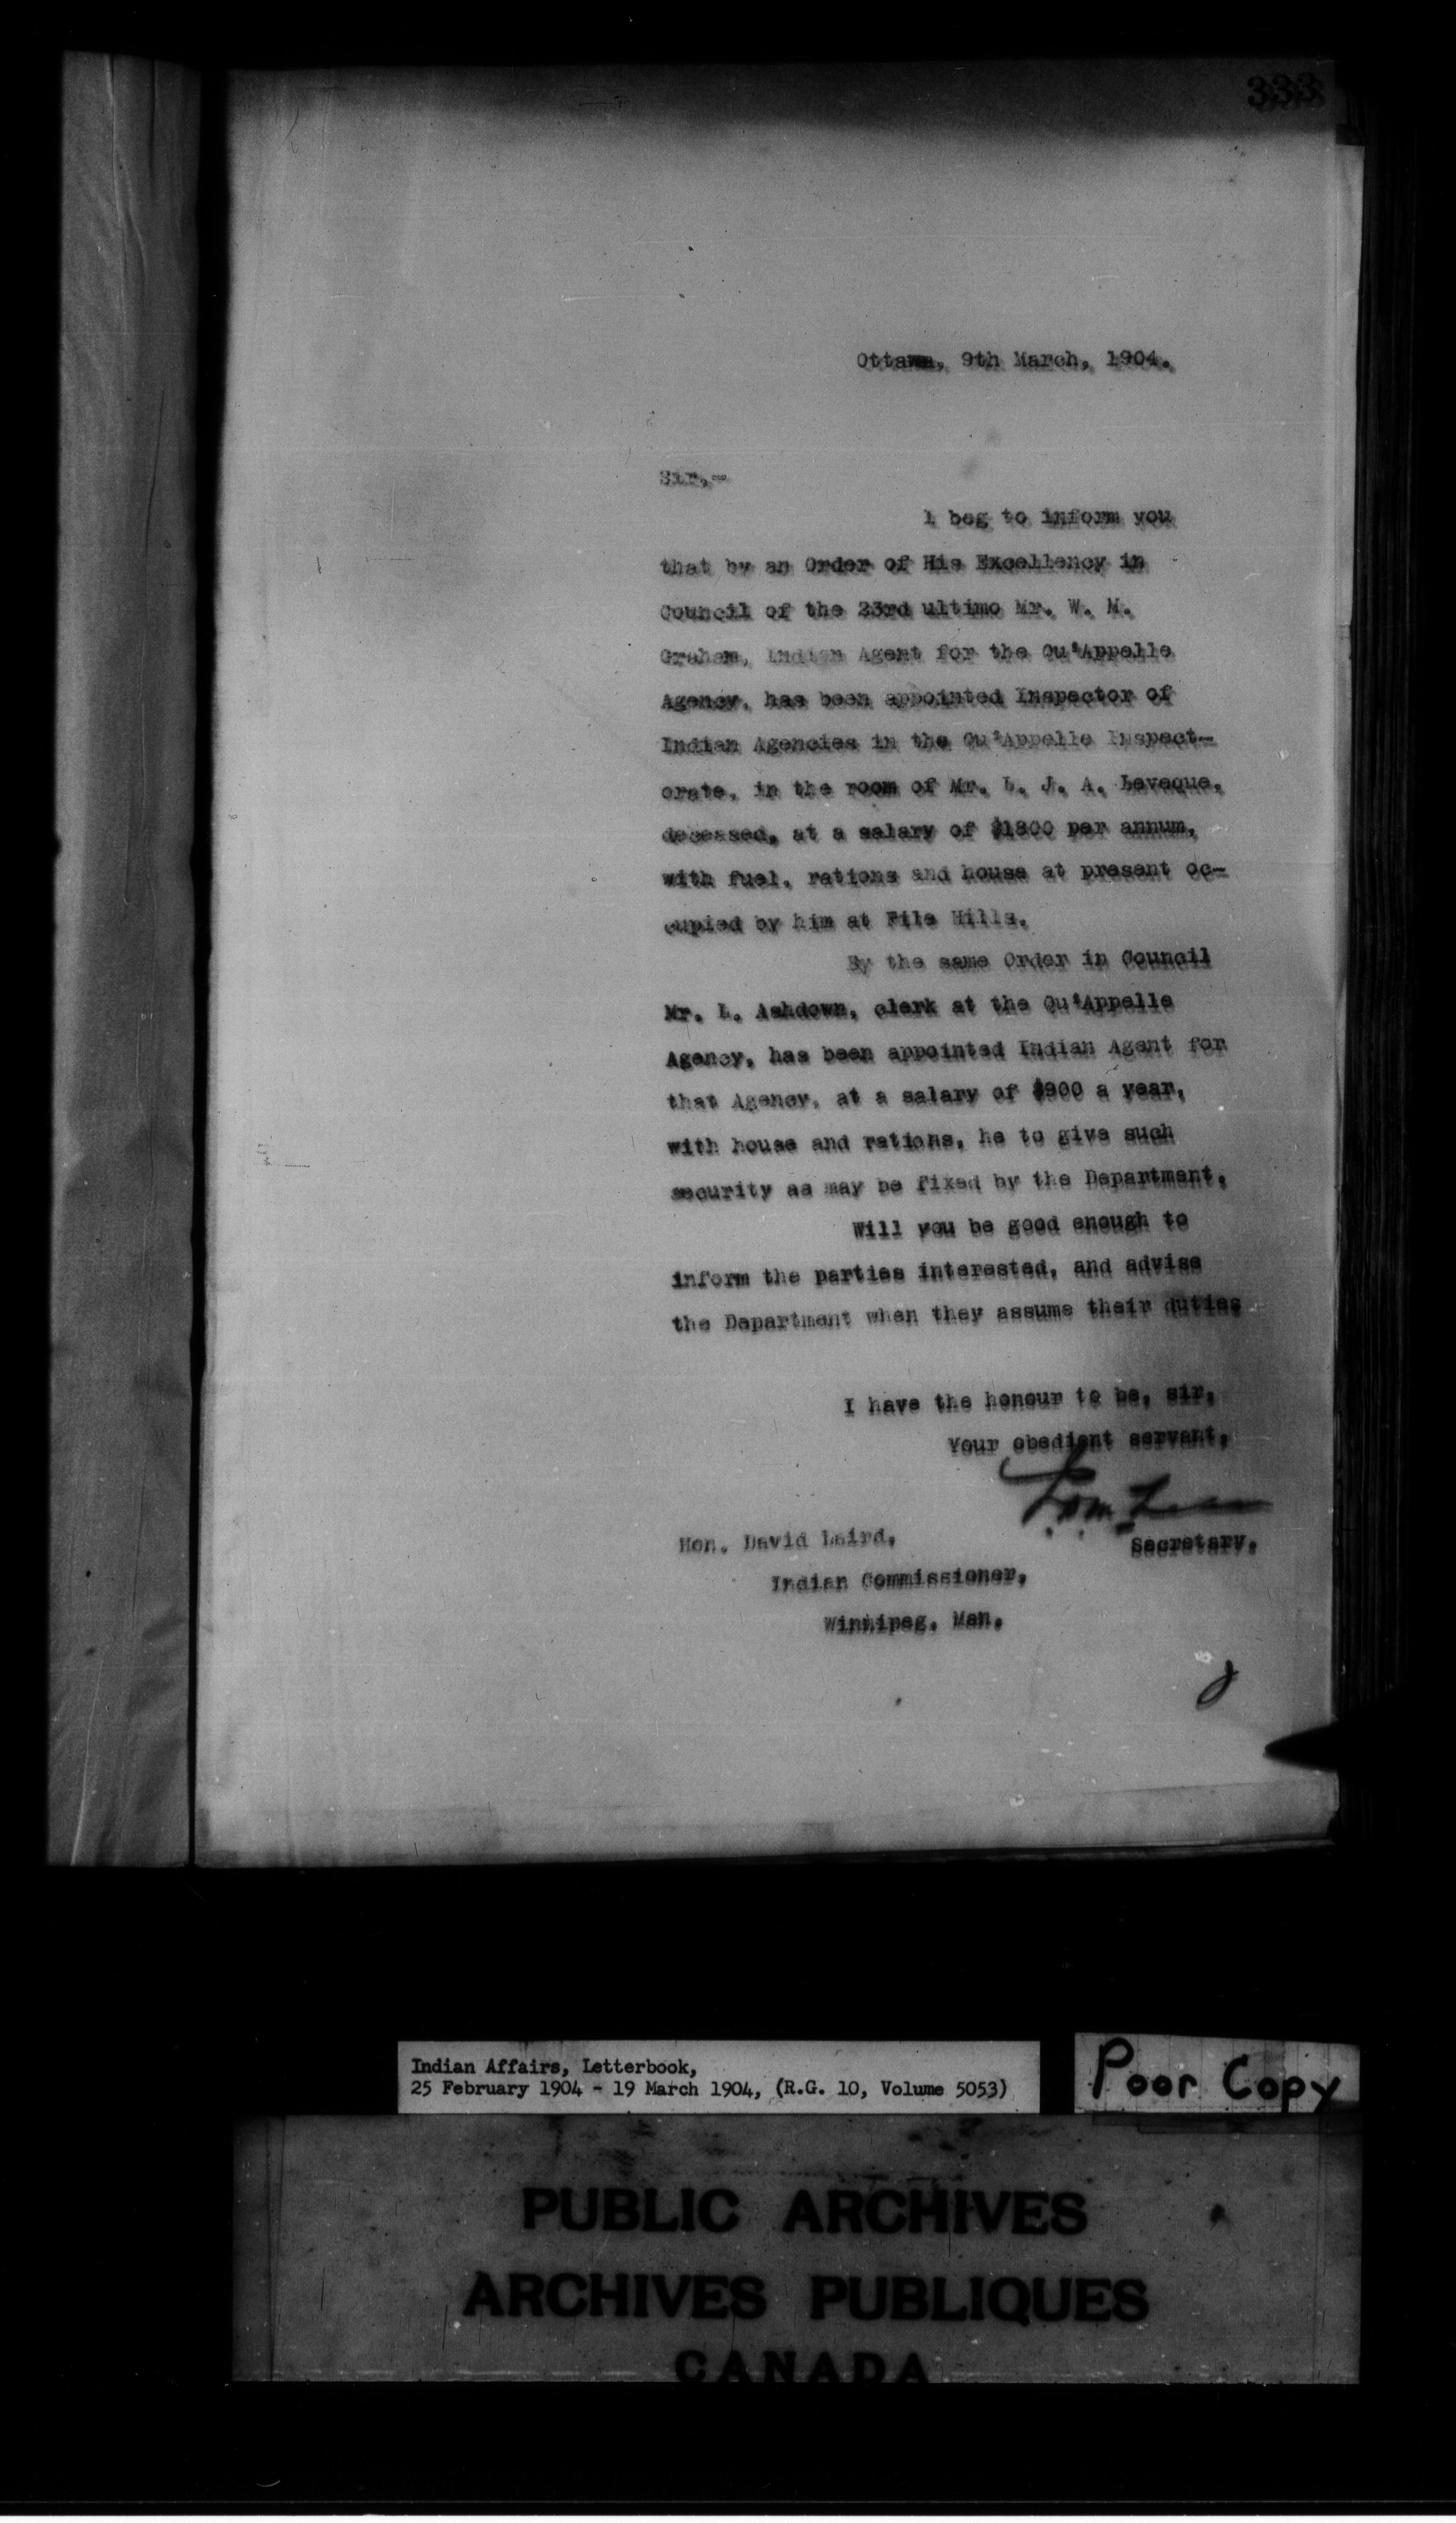 333
Ottawa, 9th March, 1904.
Sir,-
I beg to inform you
that by an Order of His Excellency in
Council of the 23rd ultimo Mr. W. M.
Graham, Indian Agent for the Qu'Appelle
Agency, has been appointed Inspector of
Indian Agencies in the Qu'Appelle Inspect-
orate, in the room of Mr. L. J. A. Leveque,
deceased, at a salary of $1800 per annum,
with fuel, rations and house at present oc-
cupied by him at File Hills.
By the same Order in Council
Mr. L. Ashdown, clerk at the Qu'Appelle
Agency, has been appointed Indian Agent for
that Agency, at a salary of $900 a year,
with house and rations, he to give such
security as may be fixed by the Department.
Will you be good enough to
inform the parties interested, and advise
the Department when they assume their duties
I have the honour to be, sir,
Your obedient servant,
Secretary.
Hon. David Laird,
Indian Commissioner,
Winnipeg, Man.
Indian Affairs, Letterbook,
25 February 1904 - 19 March 1904, (R.G. 10, Volume 5053)
Poor Copy
PUBLIC ARCHIVES
ARCHIVES PUBLIQUES
CANADA